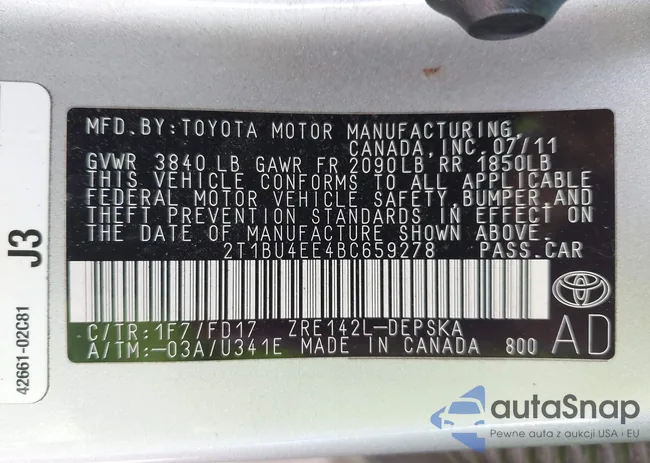 MFD.BY:TOYOTA MOTOR MANUFACTURING,
CANADA,INC.07/11
GVWR 3840 LB GAWR FR 2090LB RR 1850LB
THIS VEHICLE CONFORMS TO ALL APPLICABLE
FEDERAL MOTOR VEHICLE SAFETY,BUMPER,AND
THEFT PREVENTION STANDARDS IN EFFECT ON
THE DATE OF MANUFACTURE SHOWN ABOVE.
2T1BU4EE4BC659278 PASS.CAR
C/TR:1F7/FD17 ZRE142L-DEPSKA
A/TM:-03A/U341E MADE IN CANADA 800
AD
J3
42661-02C81
autoSnap
Pewne auta z aukcji USA i EU